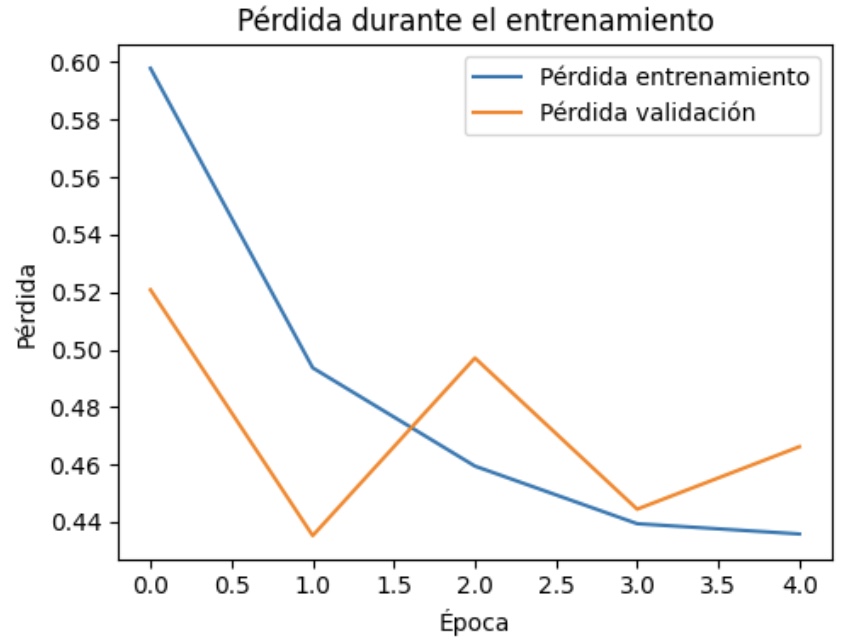 Pérdida durante el entrenamiento
Pérdida entrenamiento
Pérdida validación
Pérdida
0.60
0.58
0.56
0.54
0.52
0.50
0.48
0.46
0.44
0.0 0.5 1.0 1.5 2.0 2.5 3.0 3.5 4.0
Época